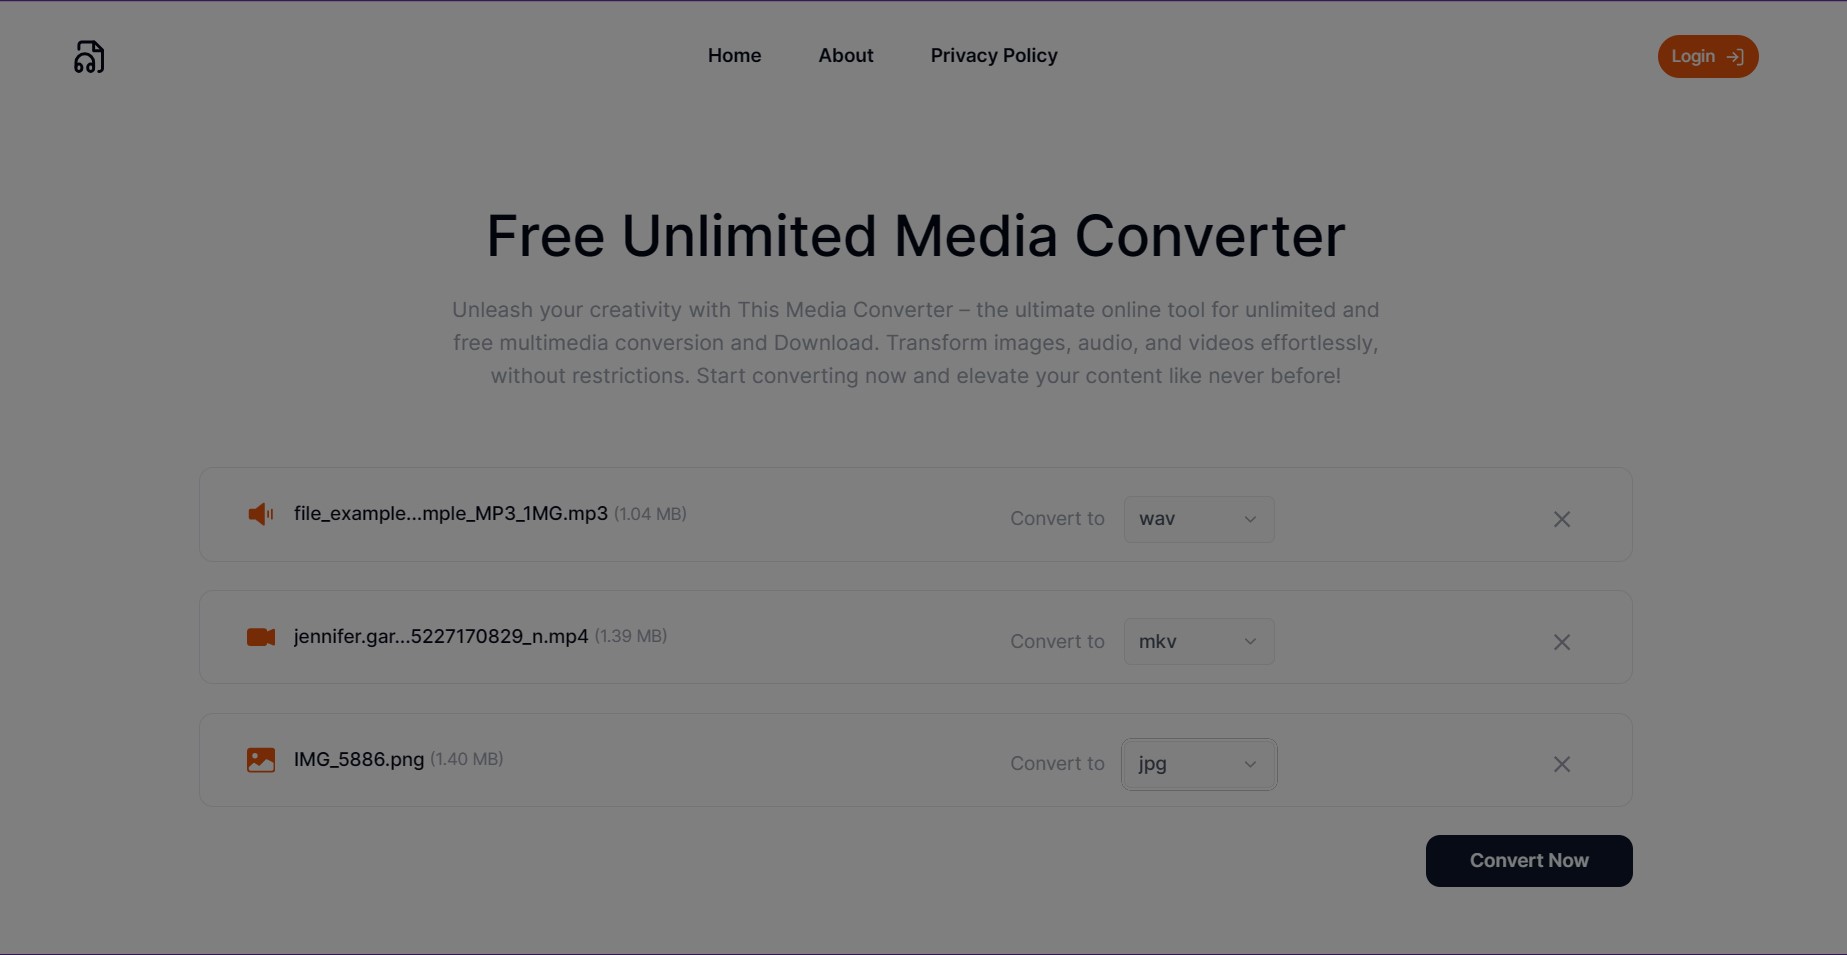 Home About Privacy Policy Login
Free Unlimited Media Converter
Unleash your creativity with This Media Converter – the ultimate online tool for unlimited and
free multimedia conversion and Download. Transform images, audio, and videos effortlessly,
without restrictions. Start converting now and elevate your content like never before!
file_example...mple_MP3_1MG.mp3 (1.04 MB) Convert to wav
jennifer.gar...5227170829_n.mp4 (1.39 MB) Convert to mkv
IMG_5886.png (1.40 MB) Convert to jpg
Convert Now